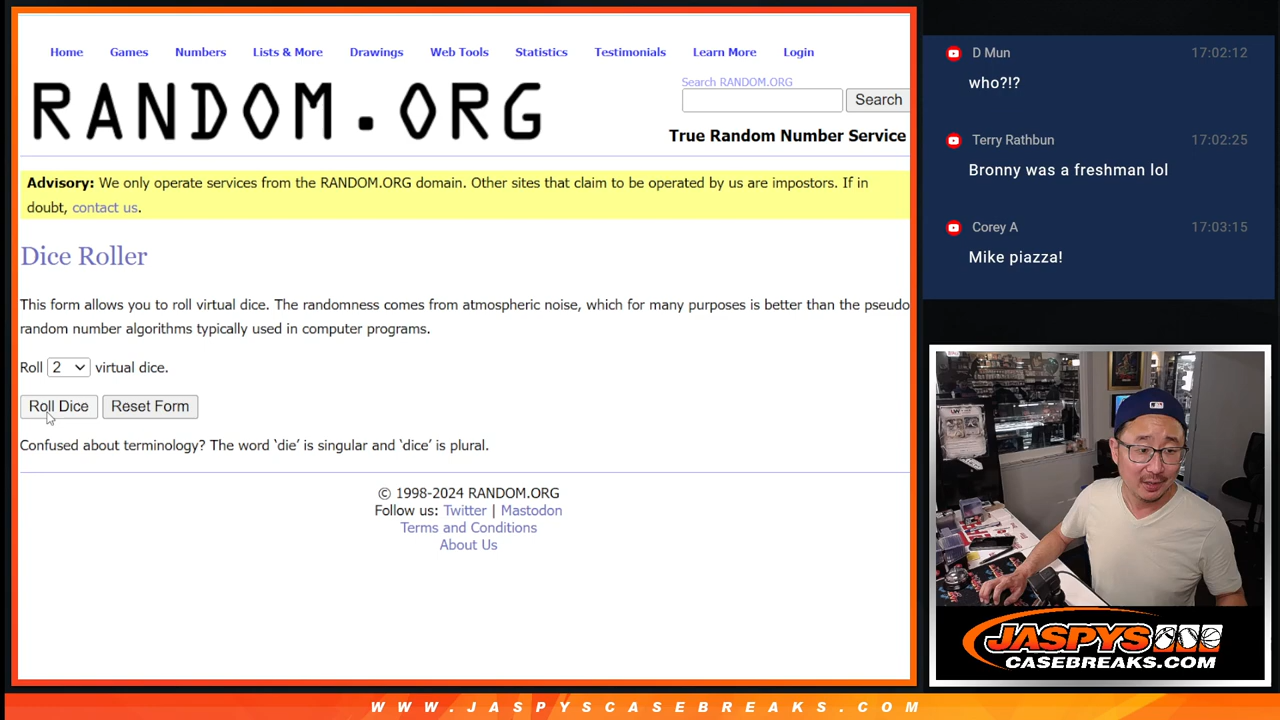 Home Games Numbers Lists & More Drawings Web Tools Statistics Testimonials Learn More Login
RANDOM.ORG
Search RANDOM.ORG
Search
True Random Number Service
Advisory: We only operate services from the RANDOM.ORG domain. Other sites that claim to be operated by us are impostors. If in
doubt, contact us.
Dice Roller
This form allows you to roll virtual dice. The randomness comes from atmospheric noise, which for many purposes is better than the pseudo
random number algorithms typically used in computer programs.
Roll 2 virtual dice.
Roll Dice Reset Form
Confused about terminology? The word ‘die’ is singular and ‘dice’ is plural.
© 1998-2024 RANDOM.ORG
Follow us: Twitter | Mastodon
Terms and Conditions
About Us
D Mun 17:02:12
who?!?
Terry Rathbun 17:02:25
Bronny was a freshman lol
Corey A 17:03:15
Mike piazza!
JASPYS
CASEBREAKS.COM
WWW.JASPYSCASEBREAKS.COM